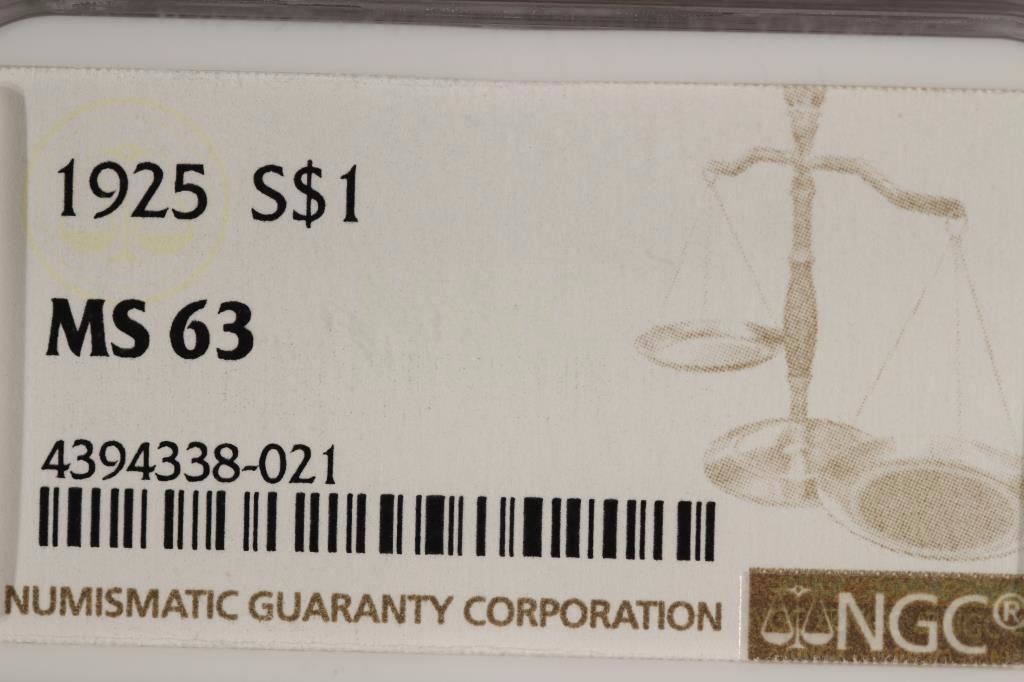 1925 S$1
MS 63
4394338-021
NUMISMATIC GUARANTY CORPORATION
NGC®